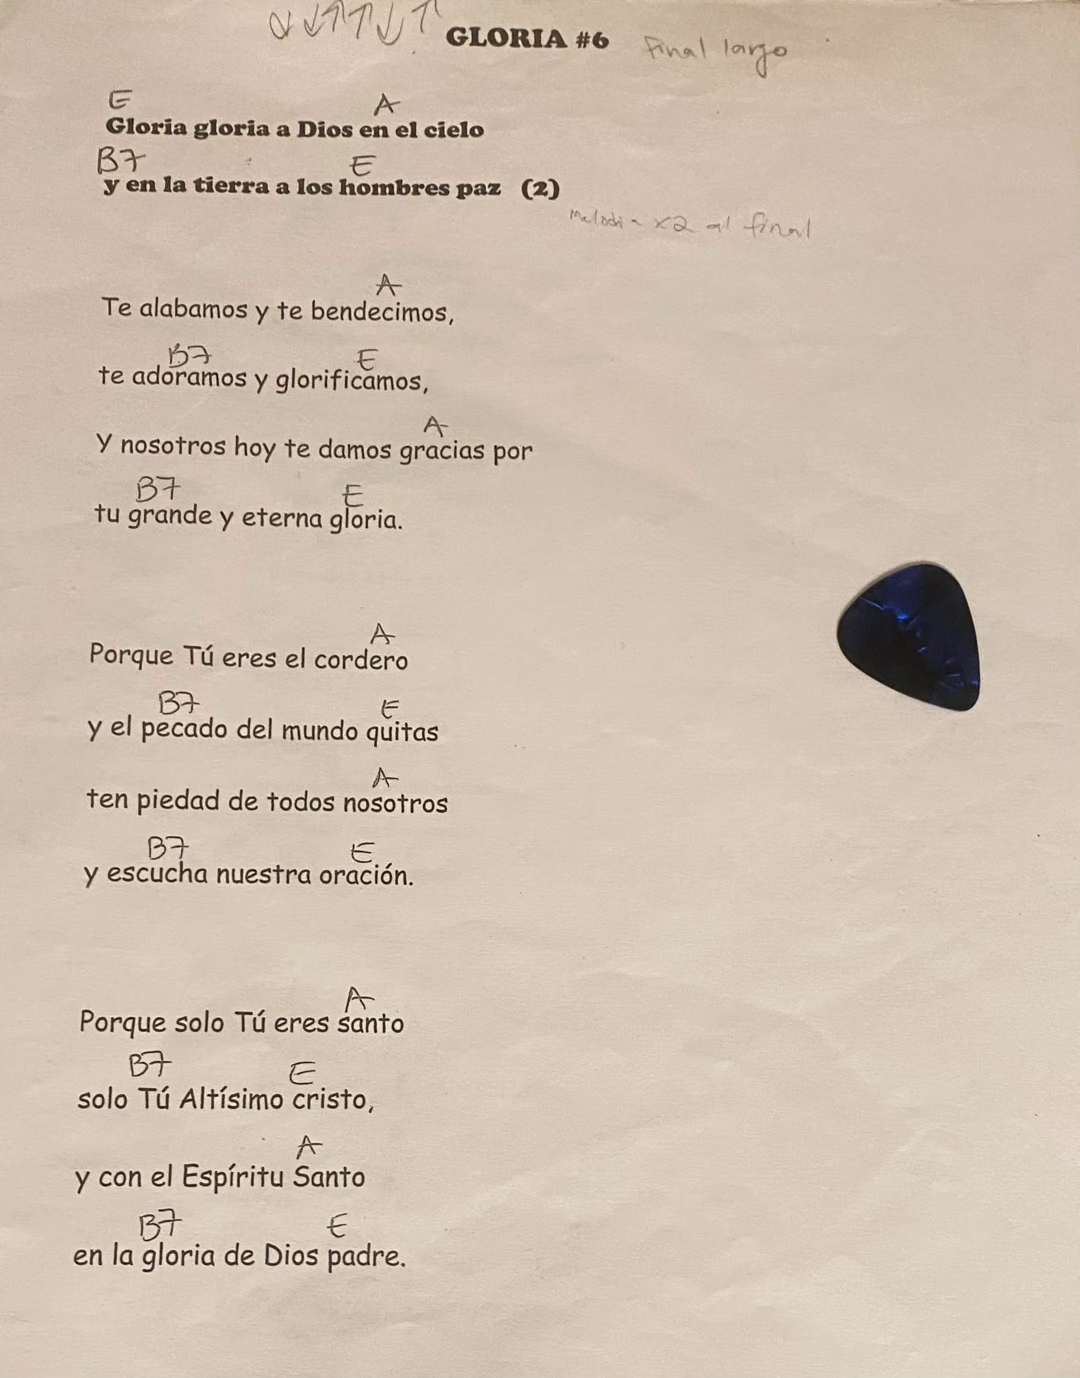 ↓↓↑↑↓↑ GLORIA #6 Final largo
E A
Gloria gloria a Dios en el cielo
B7 E
y en la tierra a los hombres paz (2)
Melodia x2 al final
A
Te alabamos y te bendecimos,
B7 E
te adoramos y glorificamos,
A
Y nosotros hoy te damos gracias por
B7 E
tu grande y eterna gloria.
A
Porque Tú eres el cordero
B7 E
y el pecado del mundo quitas
A
ten piedad de todos nosotros
B7 E
y escucha nuestra oración.
A
Porque solo Tú eres santo
B7 E
solo Tú Altísimo cristo,
A
y con el Espíritu Santo
B7 E
en la gloria de Dios padre.